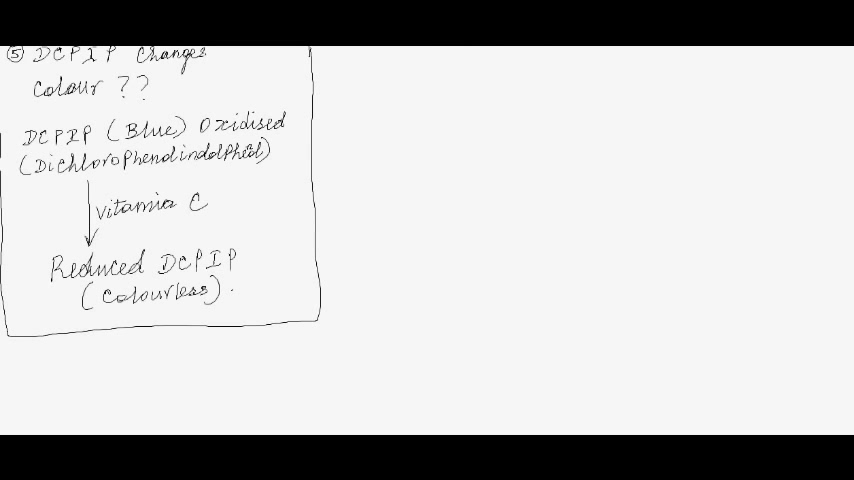 ⑤ DCPIP Changes
Colour ??
DCPIP (Blue) Oxidised
(Dichlorophenolindolphenol)
Vitamin C
Reduced DCPIP
(Colourless).